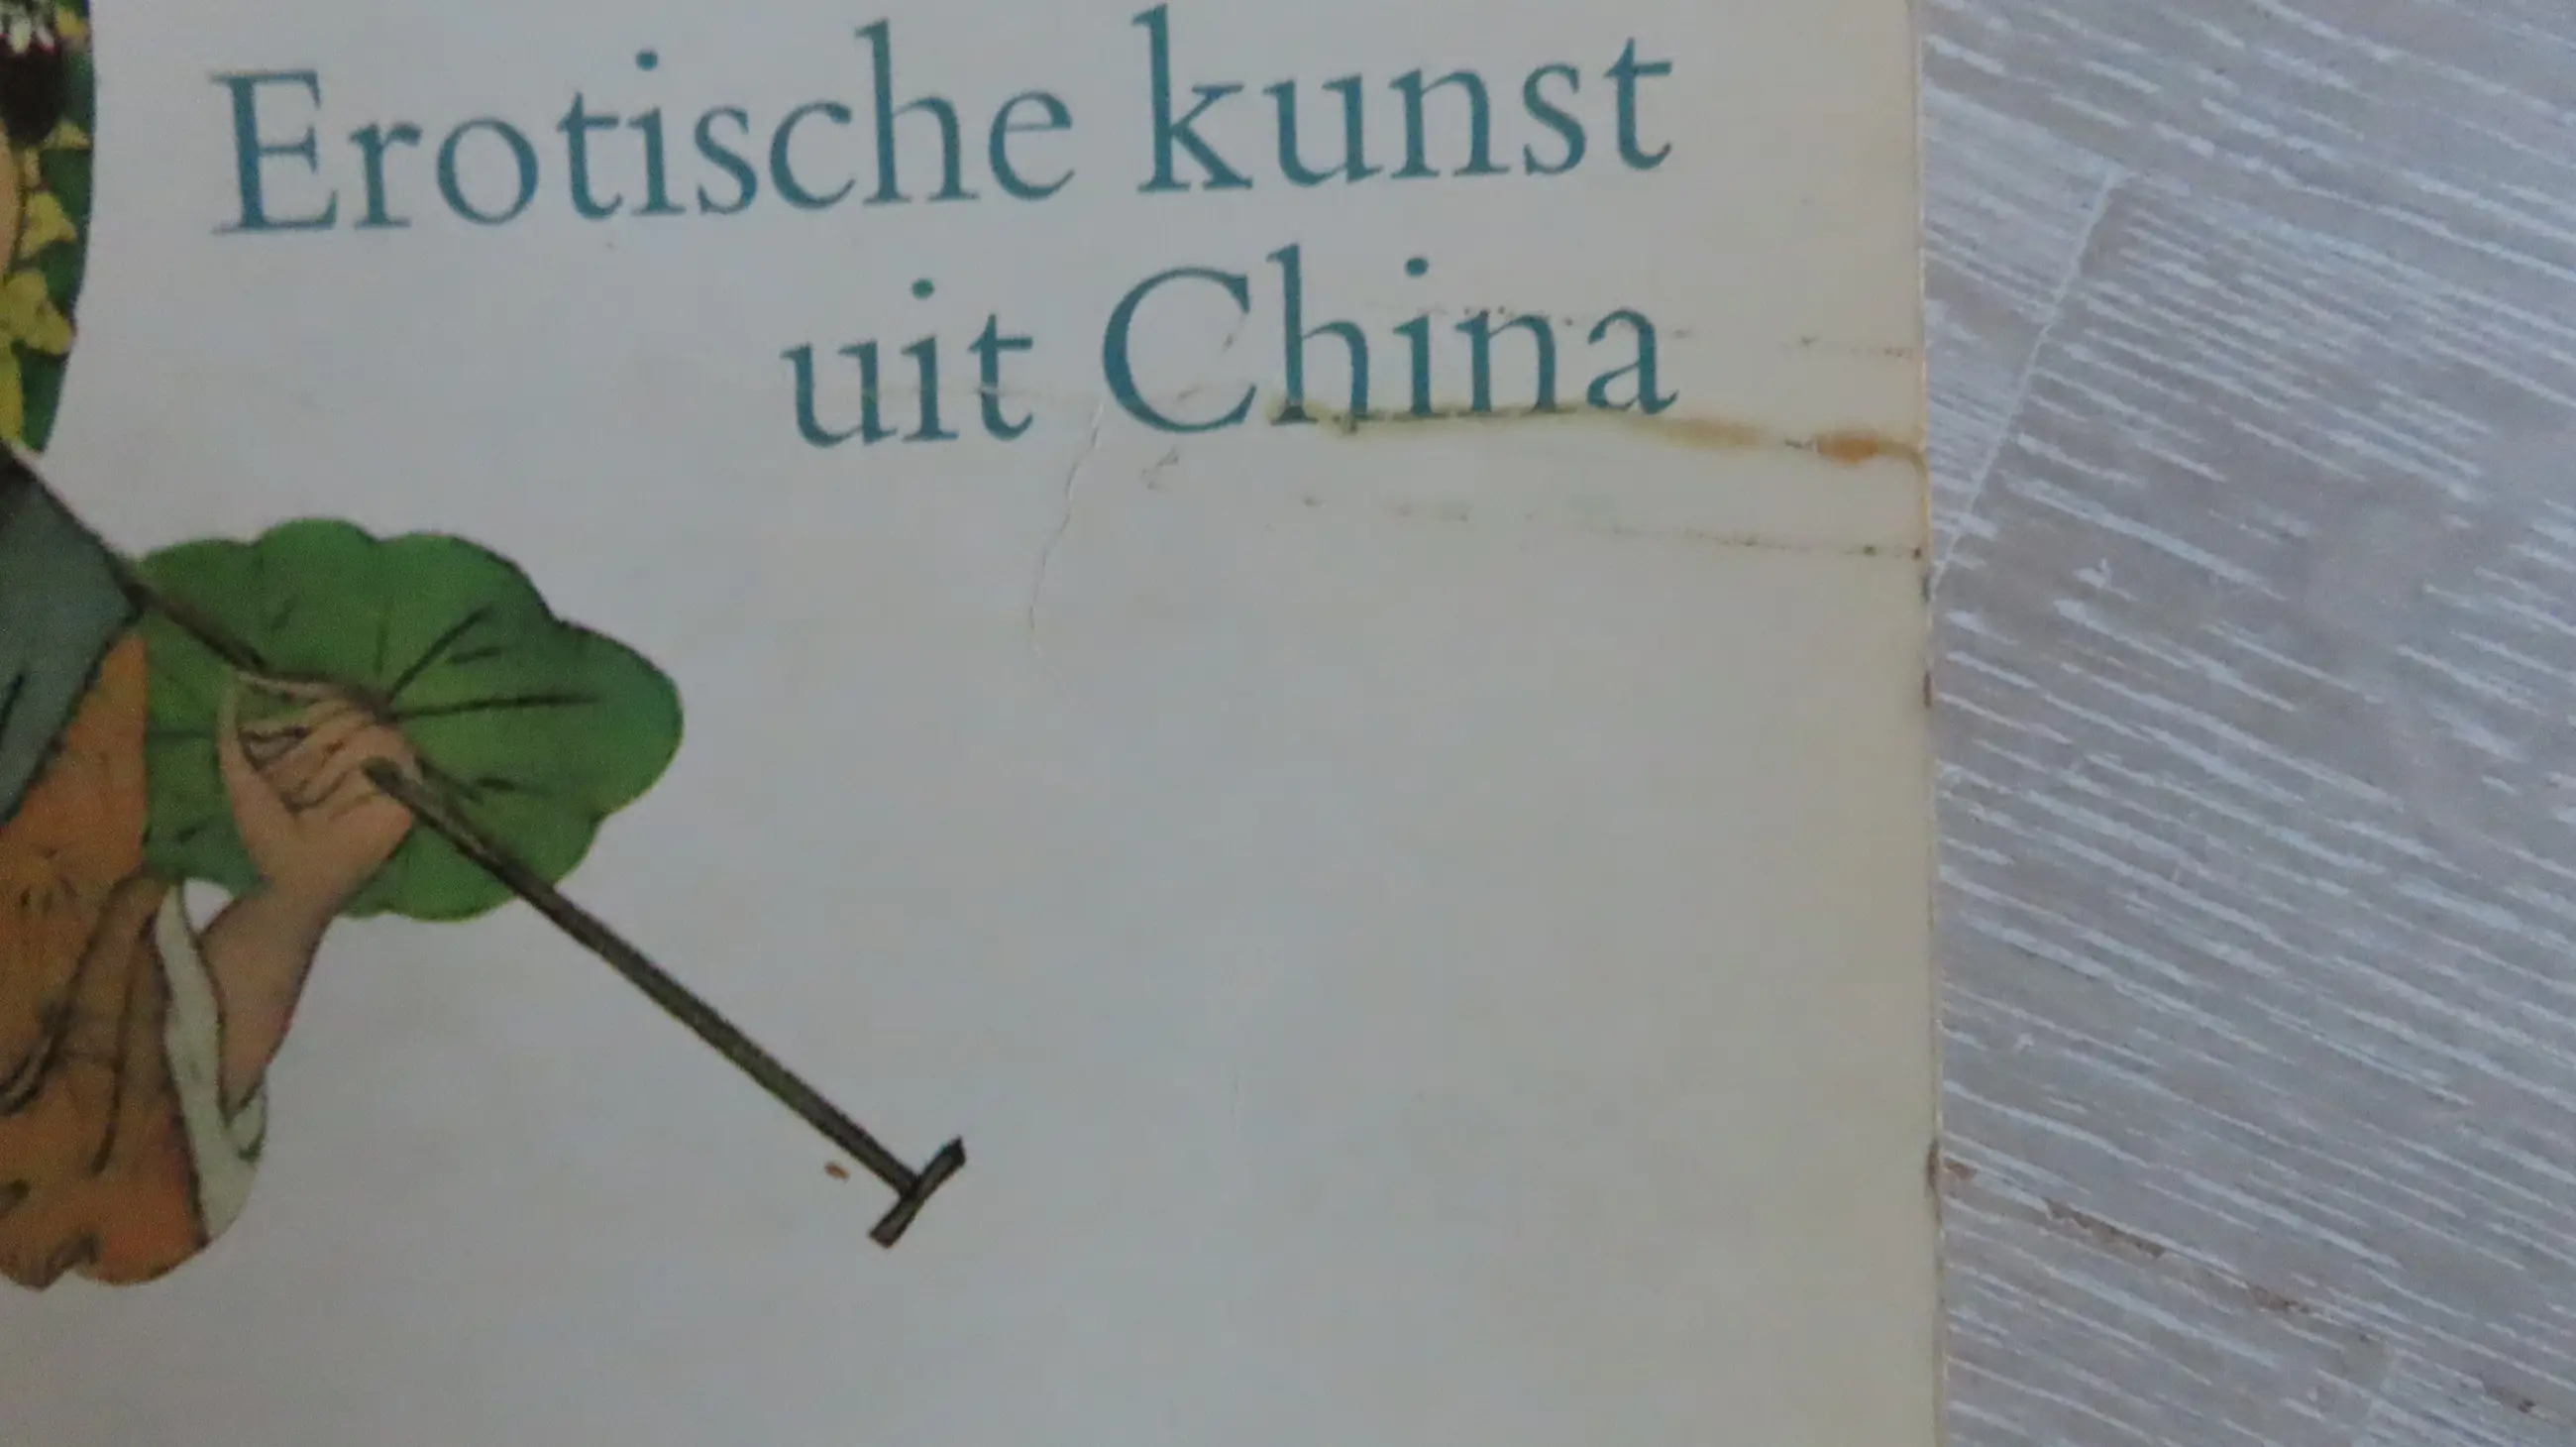 Erotische kunst
uit China